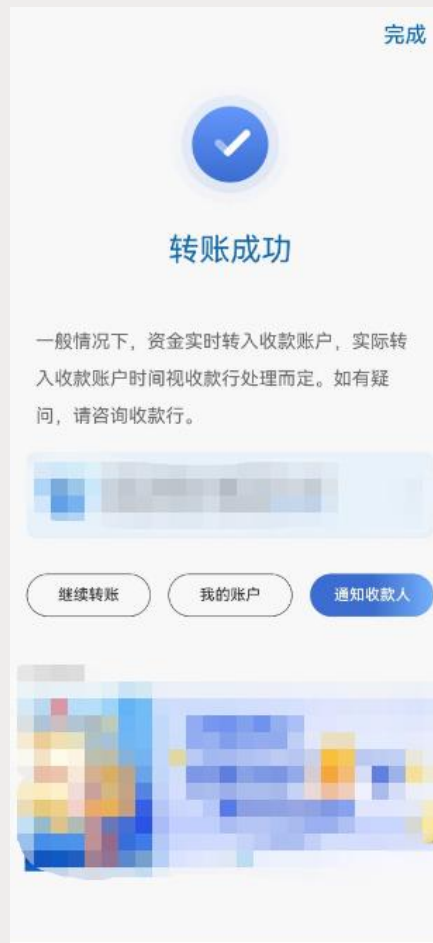 完成
转账成功
一般情况下，资金实时转入收款账户，实际转
入收款账户时间视收款行处理而定。如有疑
问，请咨询收款行。
继续转账 我的账户 通知收款人